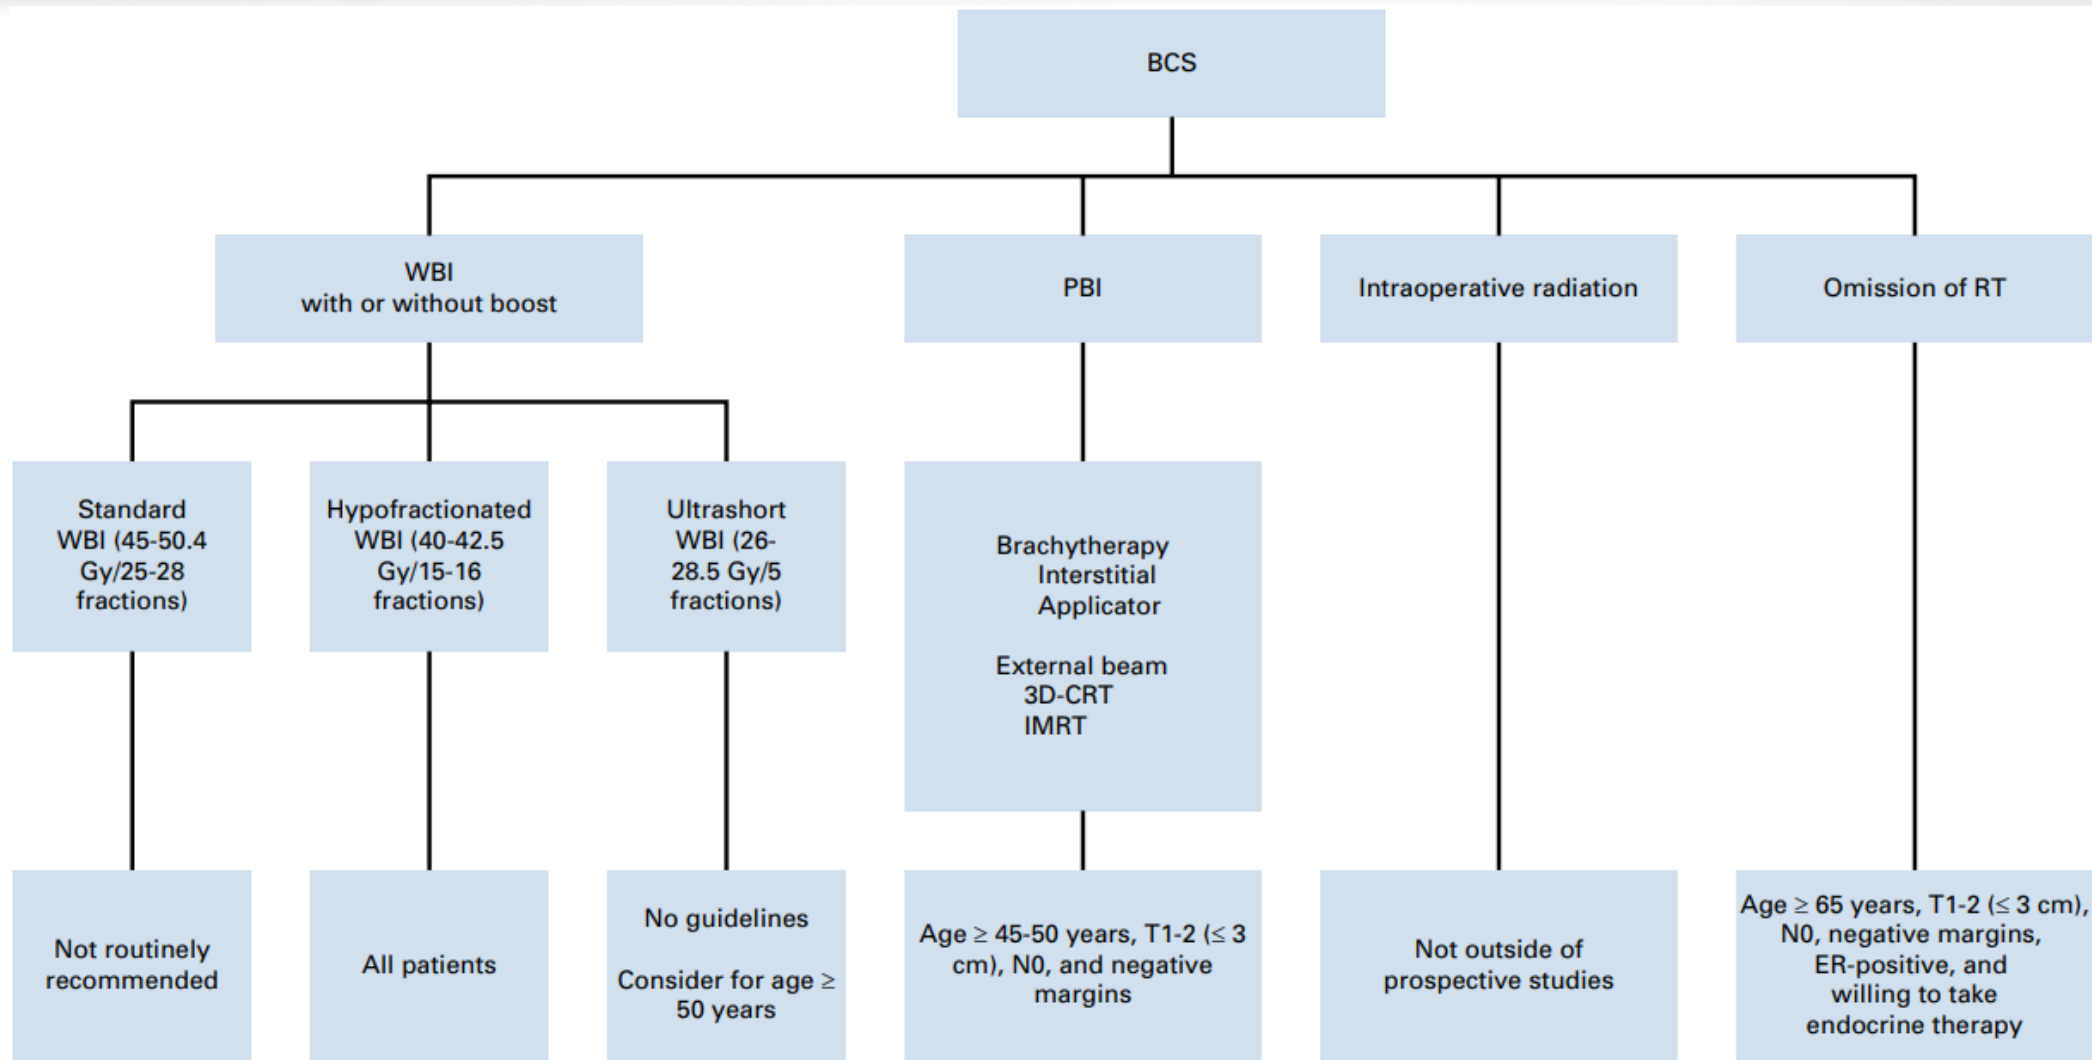 BCS
WBI
with or without boost
PBI
Intraoperative radiation
Omission of RT
Standard
WBI (45-50.4
Gy/25-28
fractions)
Hypofractionated
WBI (40-42.5
Gy/15-16
fractions)
Ultrashort
WBI (26-
28.5 Gy/5
fractions)
Brachytherapy
Interstitial
Applicator
External beam
3D-CRT
IMRT
Not routinely
recommended
All patients
No guidelines
Consider for age ≥
50 years
Age ≥ 45-50 years, T1-2 (≤ 3
cm), N0, and negative
margins
Not outside of
prospective studies
Age ≥ 65 years, T1-2 (≤ 3 cm),
N0, negative margins,
ER-positive, and
willing to take
endocrine therapy